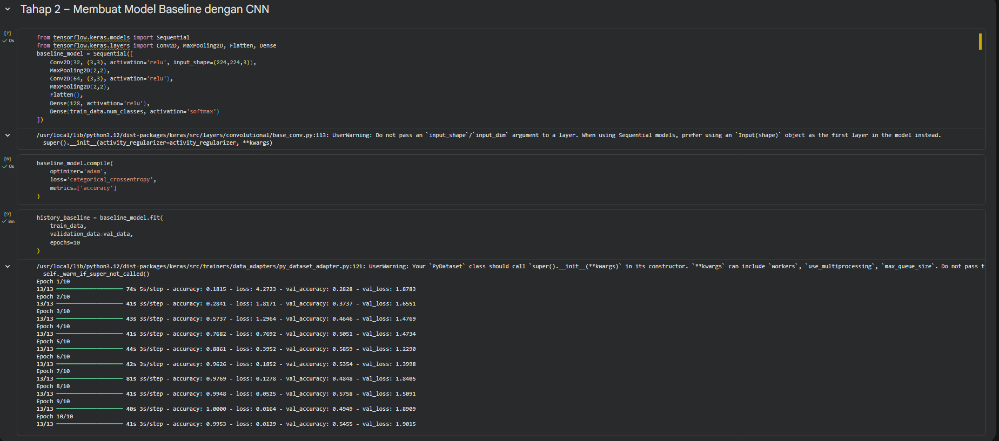 Tahap 2 – Membuat Model Baseline dengan CNN
[7]
0s
from tensorflow.keras.models import Sequential
from tensorflow.keras.layers import Conv2D, MaxPooling2D, Flatten, Dense
baseline_model = Sequential([
    Conv2D(32, (3,3), activation='relu', input_shape=(224,224,3)),
    MaxPooling2D(2,2),
    Conv2D(64, (3,3), activation='relu'),
    MaxPooling2D(2,2),
    Flatten(),
    Dense(128, activation='relu'),
    Dense(train_data.num_classes, activation='softmax')
])
/usr/local/lib/python3.12/dist-packages/keras/src/layers/convolutional/base_conv.py:113: UserWarning: Do not pass an `input_shape`/`input_dim` argument to a layer. When using Sequential models, prefer using an `Input(shape)` object as the first layer in the model instead.
  super().__init__(activity_regularizer=activity_regularizer, **kwargs)
[8]
0s
baseline_model.compile(
    optimizer='adam',
    loss='categorical_crossentropy',
    metrics=['accuracy']
)
[9]
8m
history_baseline = baseline_model.fit(
    train_data,
    validation_data=val_data,
    epochs=10
)
/usr/local/lib/python3.12/dist-packages/keras/src/trainers/data_adapters/py_dataset_adapter.py:121: UserWarning: Your `PyDataset` class should call `super().__init__(**kwargs)` in its constructor. `**kwargs` can include `workers`, `use_multiprocessing`, `max_queue_size`. Do not pass t
  self._warn_if_super_not_called()
Epoch 1/10
13/13 74s 5s/step - accuracy: 0.1815 - loss: 4.2723 - val_accuracy: 0.2828 - val_loss: 1.8783
Epoch 2/10
13/13 41s 3s/step - accuracy: 0.2841 - loss: 1.8171 - val_accuracy: 0.3737 - val_loss: 1.6551
Epoch 3/10
13/13 43s 3s/step - accuracy: 0.5737 - loss: 1.2964 - val_accuracy: 0.4646 - val_loss: 1.4769
Epoch 4/10
13/13 41s 3s/step - accuracy: 0.7682 - loss: 0.7692 - val_accuracy: 0.5051 - val_loss: 1.4734
Epoch 5/10
13/13 44s 3s/step - accuracy: 0.8861 - loss: 0.3952 - val_accuracy: 0.5859 - val_loss: 1.2290
Epoch 6/10
13/13 42s 3s/step - accuracy: 0.9626 - loss: 0.1852 - val_accuracy: 0.5354 - val_loss: 1.3998
Epoch 7/10
13/13 81s 3s/step - accuracy: 0.9769 - loss: 0.1278 - val_accuracy: 0.4848 - val_loss: 1.8405
Epoch 8/10
13/13 41s 3s/step - accuracy: 0.9948 - loss: 0.0525 - val_accuracy: 0.5758 - val_loss: 1.5091
Epoch 9/10
13/13 40s 3s/step - accuracy: 1.0000 - loss: 0.0164 - val_accuracy: 0.4949 - val_loss: 1.8909
Epoch 10/10
13/13 41s 3s/step - accuracy: 0.9953 - loss: 0.0129 - val_accuracy: 0.5455 - val_loss: 1.9015